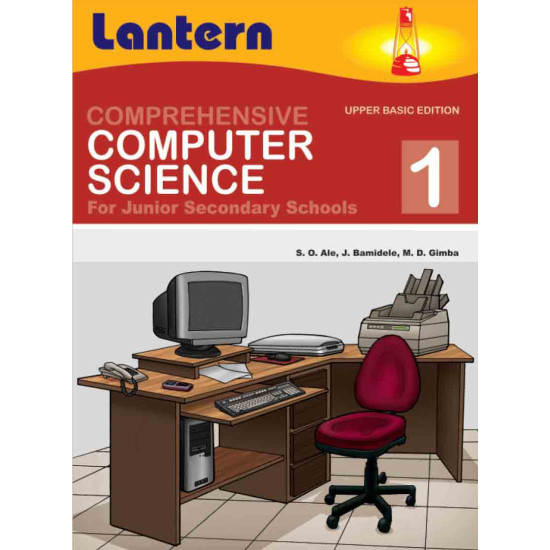 Lantern
UPPER BASIC EDITION
COMPREHENSIVE
COMPUTER
SCIENCE
For Junior Secondary Schools
1
S. O. Ale, J. Bamidele, M. D. Gimba